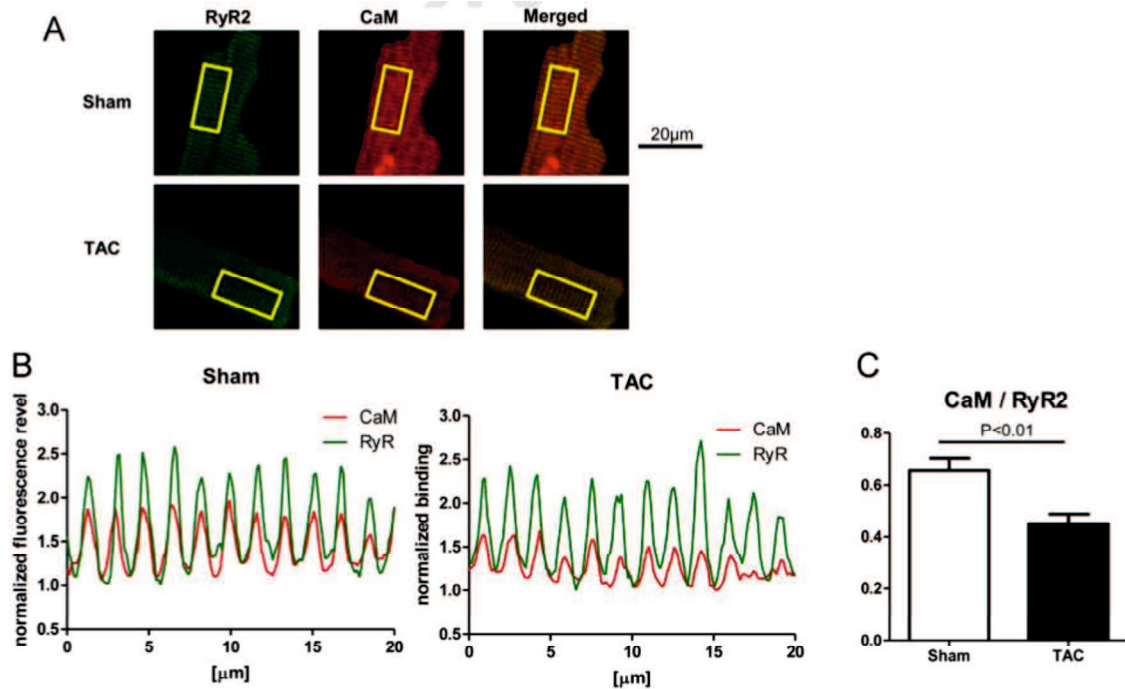 A
RyR2 CaM Merged
Sham
20μm
TAC
B
Sham
normalized fluorescence revel
3.0
2.5
2.0
1.5
1.0
0.5
CaM
RyR
0 5 10 15 20
[μm]
TAC
normalized binding
3.0
2.5
2.0
1.5
1.0
0.5
CaM
RyR
0 5 10 15 20
[μm]
C
CaM / RyR2
P<0.01
0.8
0.6
0.4
0.2
0.0
Sham TAC